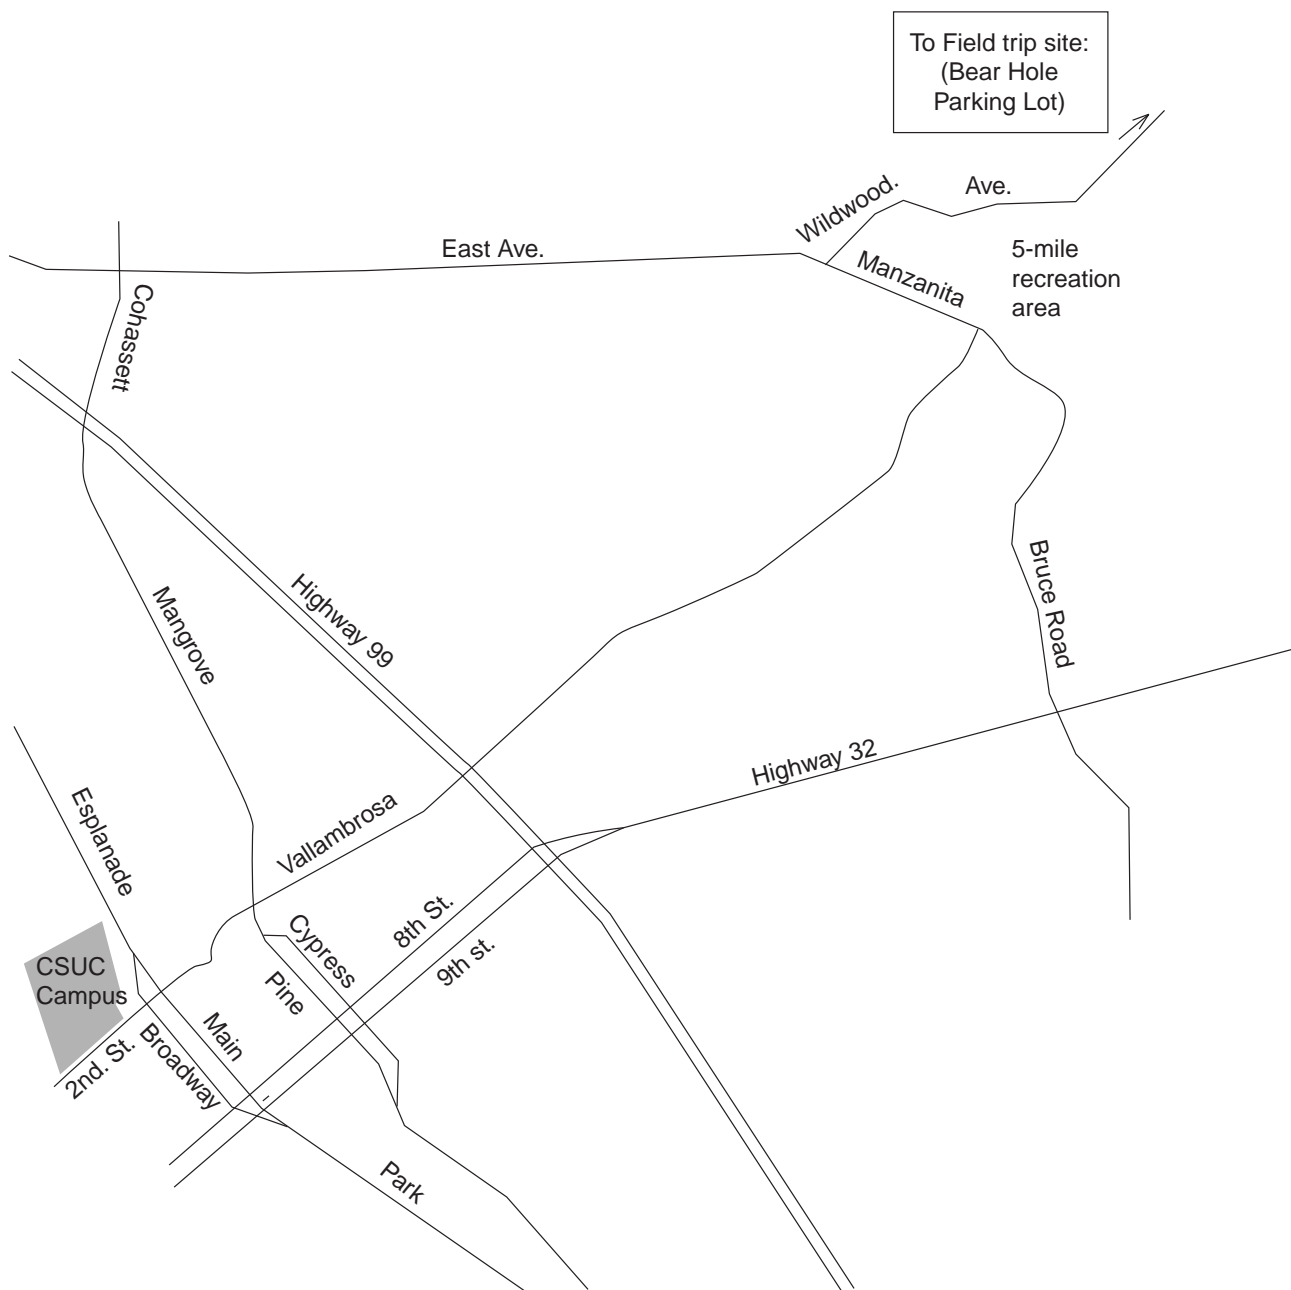 To Field trip site:
(Bear Hole
Parking Lot)
Wildwood.
Ave.
East Ave.
5-mile
recreation
area
Manzanita
Cohassett
Bruce Road
Highway 99
Mangrove
Highway 32
Esplanade
Vallambrosa
8th St.
Cypress
9th st.
CSUC
Campus
Pine
Main
2nd. St.
Broadway
Park